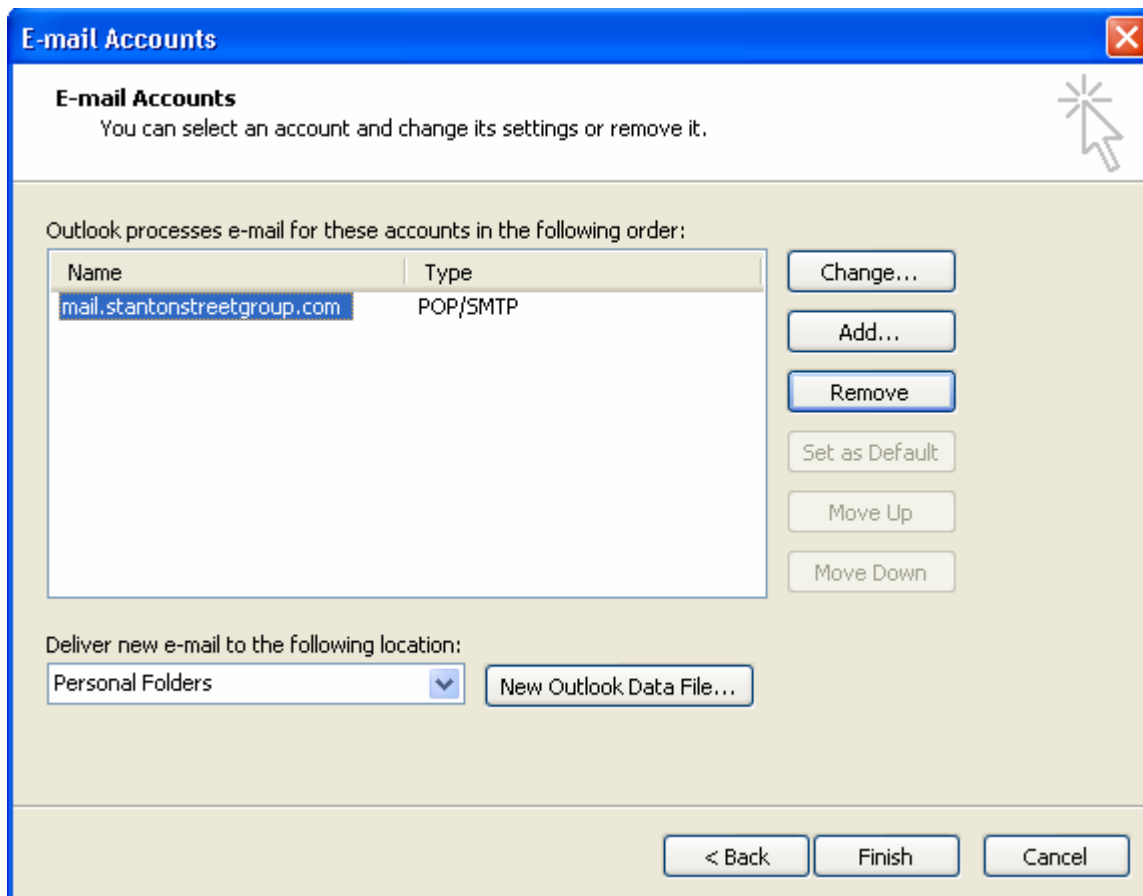 E-mail Accounts
E-mail Accounts
You can select an account and change its settings or remove it.
Outlook processes e-mail for these accounts in the following order:
Name Type
mail.stantonstreetgroup.com POP/SMTP
Change...
Add...
Remove
Set as Default
Move Up
Move Down
Deliver new e-mail to the following location:
Personal Folders New Outlook Data File...
< Back Finish Cancel